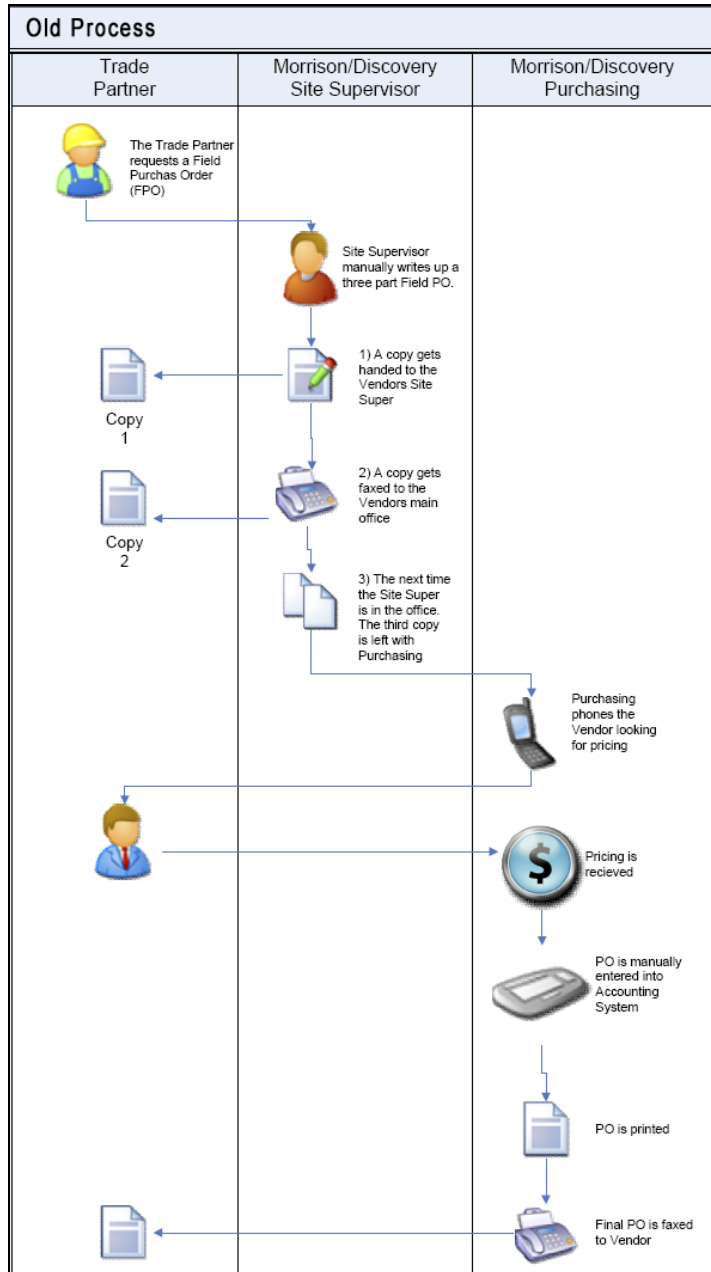 Old Process
Trade
Partner
Morrison/Discovery
Site Supervisor
Morrison/Discovery
Purchasing
The Trade Partner
requests a Field
Purchas Order
(FPO)
Site Supervisor
manually writes up a
three part Field PO.
1) A copy gets
handed to the
Vendors Site
Super
Copy
1
2) A copy gets
faxed to the
Vendors main
office
Copy
2
3) The next time
the Site Super
is in the office.
The third copy
is left with
Purchasing
Purchasing
phones the
Vendor looking
for pricing
$
Pricing is
recieved
PO is manually
entered into
Accounting
System
PO is printed
Final PO is faxed
to Vendor